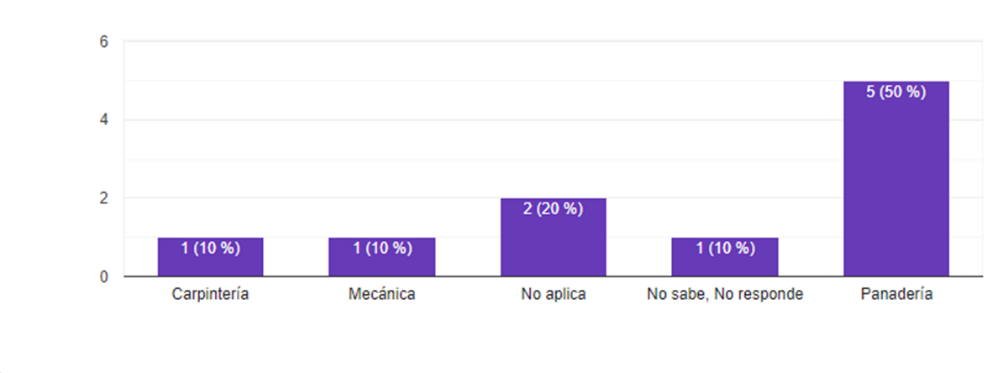 6
4
2
0
1 (10 %)
1 (10 %)
2 (20 %)
1 (10 %)
5 (50 %)
Carpintería
Mecánica
No aplica
No sabe, No responde
Panadería